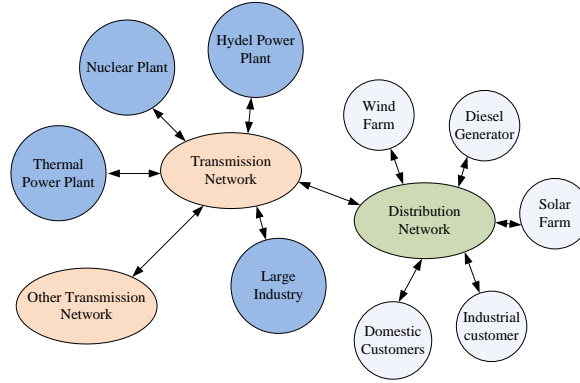 Hydel Power
Plant
Nuclear Plant
Wind
Farm
Diesel
Generator
Thermal
Power Plant
Transmission
Network
Distribution
Network
Solar
Farm
Large
Industry
Other Transmission
Network
Domestic
Customers
Industrial
customer